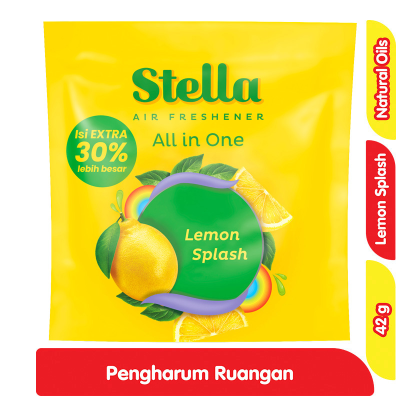 Stella
AIR FRESHENER
All in One
Isi EXTRA
30%
lebih besar
Lemon
Splash
Natural Oils
Lemon Splash
42 g
Pengharum Ruangan